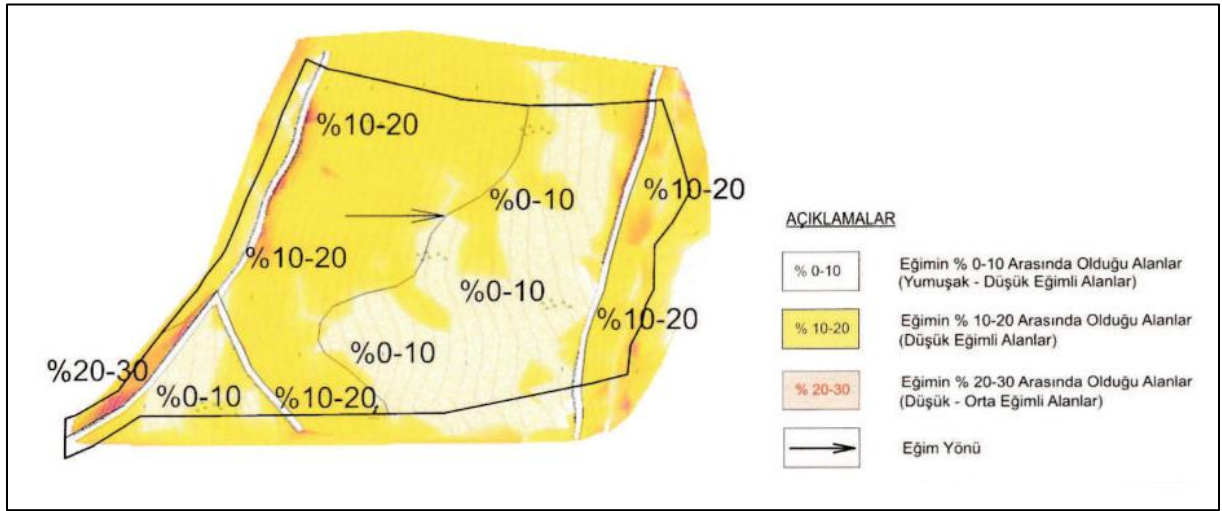 %10-20
%0-10
%10-20
%10-20
%0-10
%10-20
%0-10
%20-30
%0-10
%10-20
AÇIKLAMALAR
% 0-10
Eğimin % 0-10 Arasında Olduğu Alanlar
(Yumuşak - Düşük Eğimli Alanlar)
% 10-20
Eğimin % 10-20 Arasında Olduğu Alanlar
(Düşük Eğimli Alanlar)
% 20-30
Eğimin % 20-30 Arasında Olduğu Alanlar
(Düşük - Orta Eğimli Alanlar)
Eğim Yönü